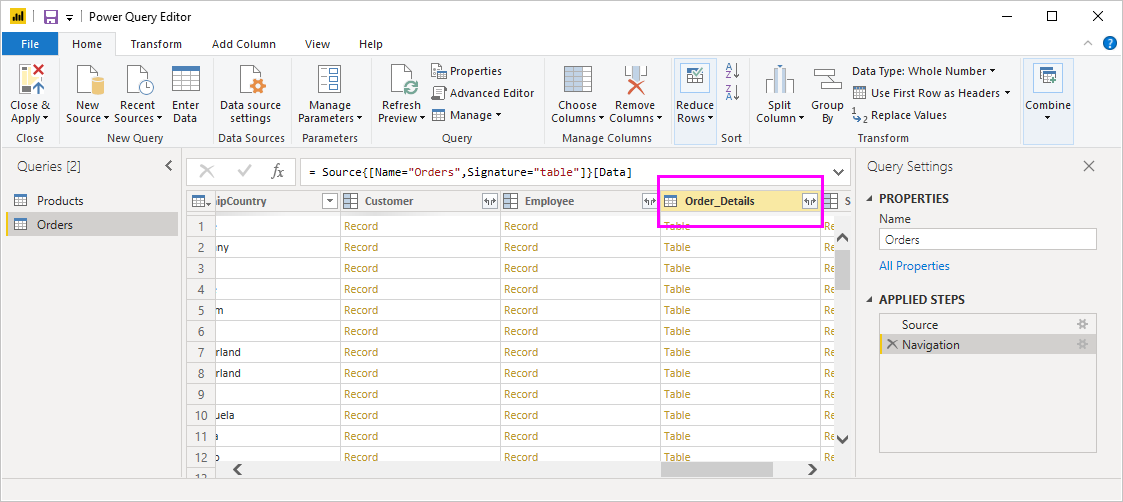 Power Query Editor
File Home Transform Add Column View Help
Close & Apply
New Source
Recent Sources
Enter Data
Data source settings
Manage Parameters
Refresh Preview
Properties
Advanced Editor
Manage
Choose Columns
Remove Columns
Reduce Rows
Split Column
Group By
Data Type: Whole Number
Use First Row as Headers
Replace Values
Combine
Close New Query Data Sources Parameters Query Manage Columns Sort Transform
Queries [2]
Products
Orders
= Source{[Name="Orders",Signature="table"]}[Data]
hipCountry Customer Employee Order_Details S
1 Record Record Table Re
2 any Record Record Table
3 Record Record Table Re
4 Record Record Table Re
5 m Record Record Table Re
6 Record Record Table Re
7 rland Record Record Table Re
8 rland Record Record Table Re
9 Record Record Table Re
10 uela Record Record Table Re
11 a Record Record Table Re
12 o Record Record Table Re
13
Query Settings
PROPERTIES
Name
Orders
All Properties
APPLIED STEPS
Source
Navigation